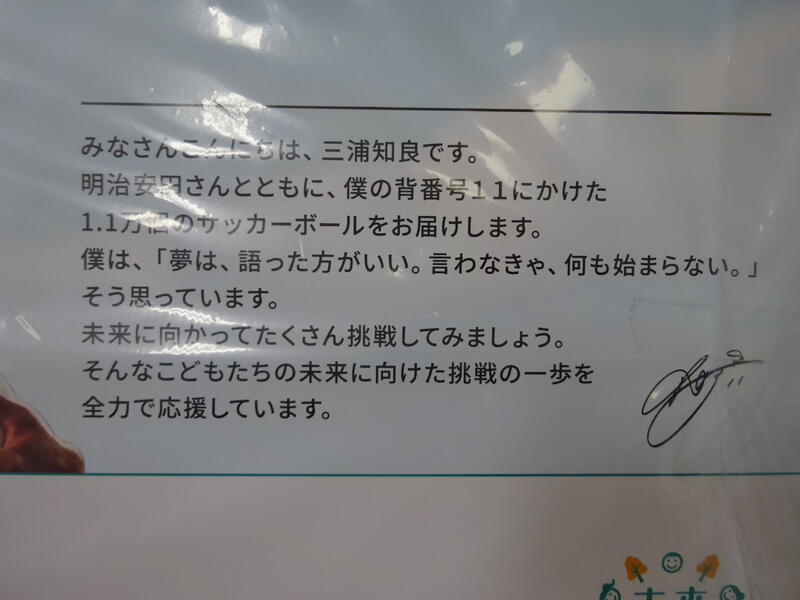 みなさんこんにちは、三浦知良です。
明治安田さんとともに、僕の背番号11にかけた
1.1万個のサッカーボールをお届けします。
僕は、「夢は、語った方がいい。言わなきゃ、何も始まらない。」
そう思っています。
未来に向かってたくさん挑戦してみましょう。
そんなこどもたちの未来に向けた挑戦の一歩を
全力で応援しています。
11
未来